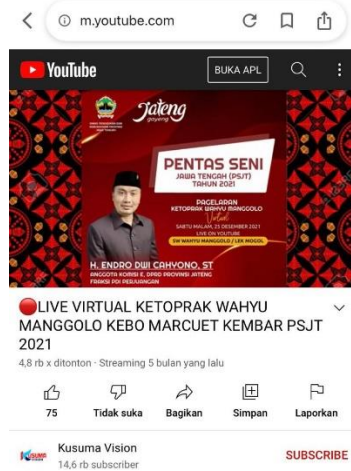 m.youtube.com
YouTube
BUKA APL
Jateng
gayeng
PENTAS SENI
JAWA TENGAH (PSJT)
TAHUN 2021
PAGELARAN
KETOPRAK WAHYU MANGGOLO
Virtual
SABTU MALAM, 25 DESEMBER 2021
LIVE ON YOUTUBE
SW WAHYU MANGGOLO / LEK MOGOL
H. ENDRO DWI CAHYONO, ST
ANGGOTA KOMISI E, DPRD PROVINSI JATENG
FRAKSI PDI PERJUANGAN
LIVE VIRTUAL KETOPRAK WAHYU
MANGGOLO KEBO MARCUET KEMBAR PSJT
2021
4,8 rb x ditonton · Streaming 5 bulan yang lalu
75 Tidak suka Bagikan Simpan Laporkan
Kusuma Vision
14,6 rb subscriber
SUBSCRIBE